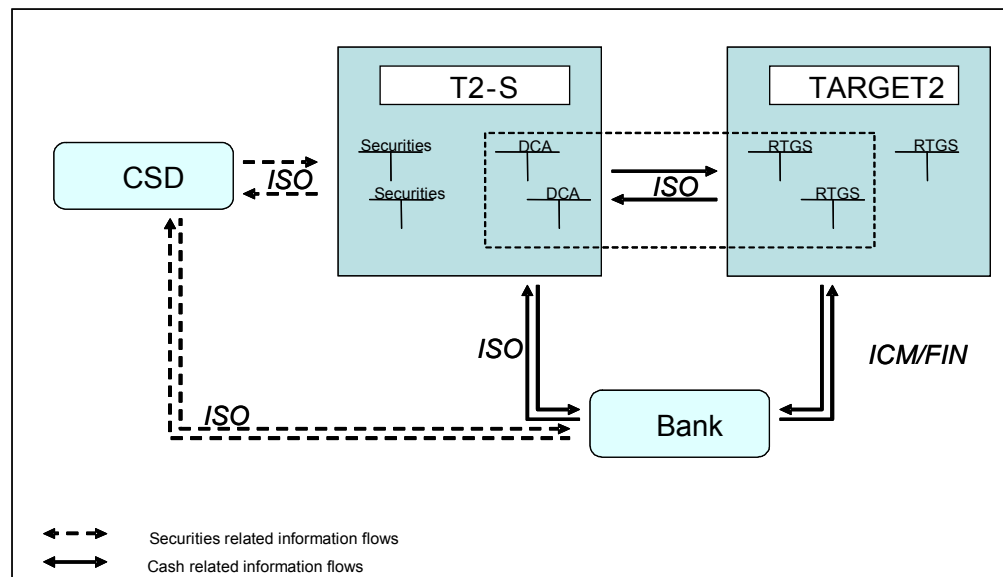 T2-S
TARGET2
Securities
DCA
RTGS
RTGS
CSD
ISO
ISO
Securities
DCA
RTGS
ISO
ICM/FIN
ISO
Bank
Securities related information flows
Cash related information flows